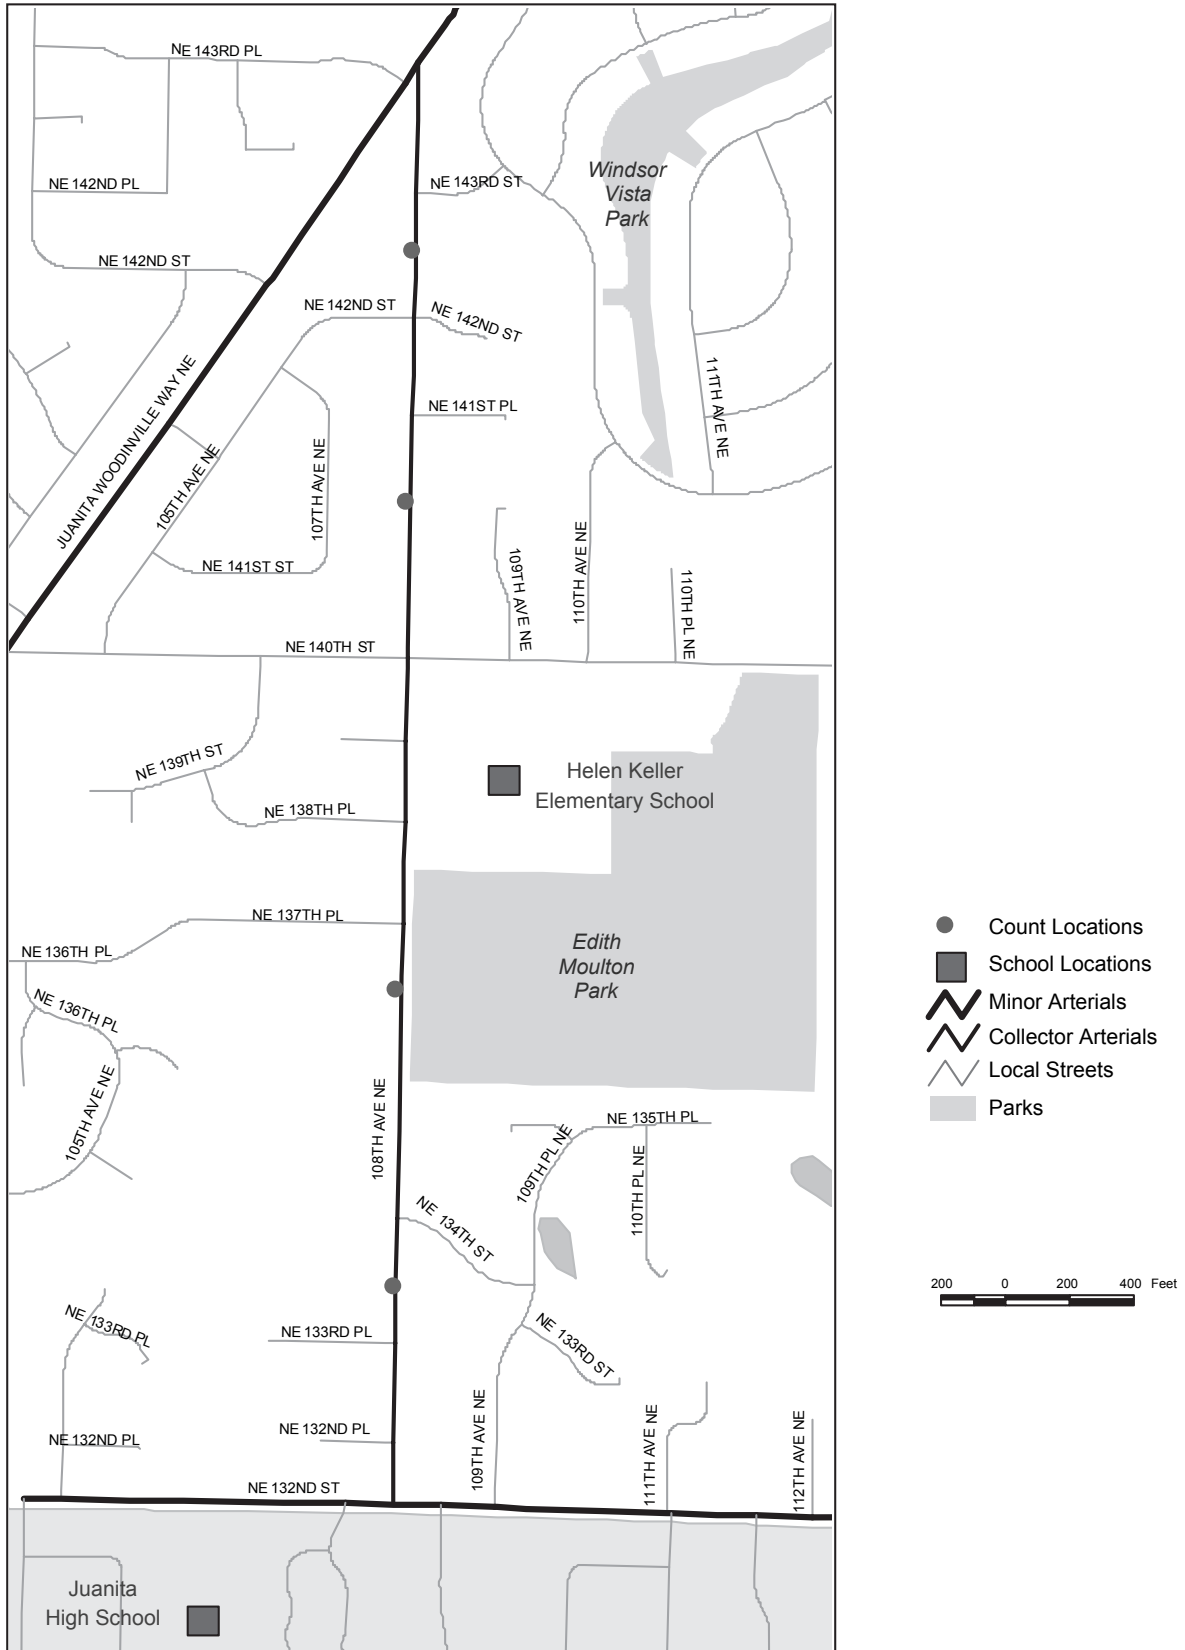 NE 143RD PL
NE 142ND PL
NE 143RD ST
Windsor
Vista
Park
NE 142ND ST
NE 142ND ST
NE 142ND ST
JUANITA WOODINVILLE WAY NE
105TH AVE NE
107TH AVE NE
NE 141ST PL
111TH AVE NE
NE 141ST ST
109TH AVE NE
110TH AVE NE
110TH PL NE
NE 140TH ST
NE 139TH ST
NE 138TH PL
Helen Keller
Elementary School
NE 137TH PL
NE 136TH PL
NE 136TH PL
105TH AVE NE
Edith
Moulton
Park
108TH AVE NE
NE 135TH PL
109TH PL NE
110TH PL NE
NE 134TH ST
NE 133RD PL
NE 133RD PL
NE 133RD ST
NE 132ND PL
NE 132ND PL
109TH AVE NE
111TH AVE NE
112TH AVE NE
NE 132ND ST
Juanita
High School
Count Locations
School Locations
Minor Arterials
Collector Arterials
Local Streets
Parks
200 0 200 400 Feet